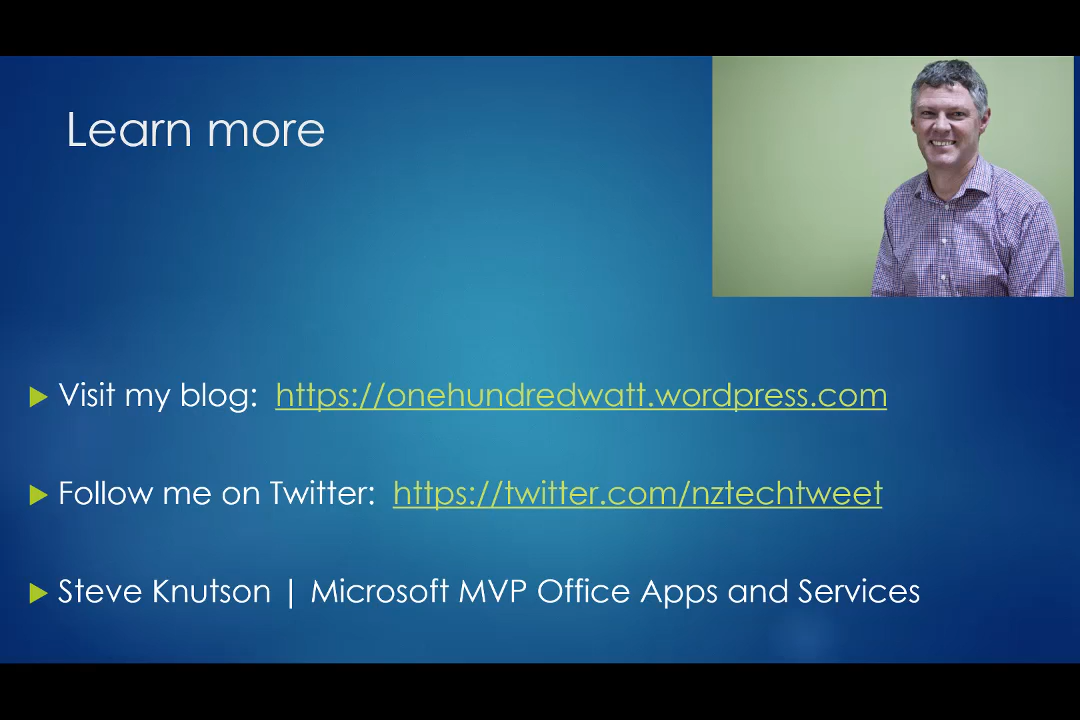 Learn more
Visit my blog: https://onehundredwatt.wordpress.com
Follow me on Twitter: https://twitter.com/nztechtweet
Steve Knutson | Microsoft MVP Office Apps and Services